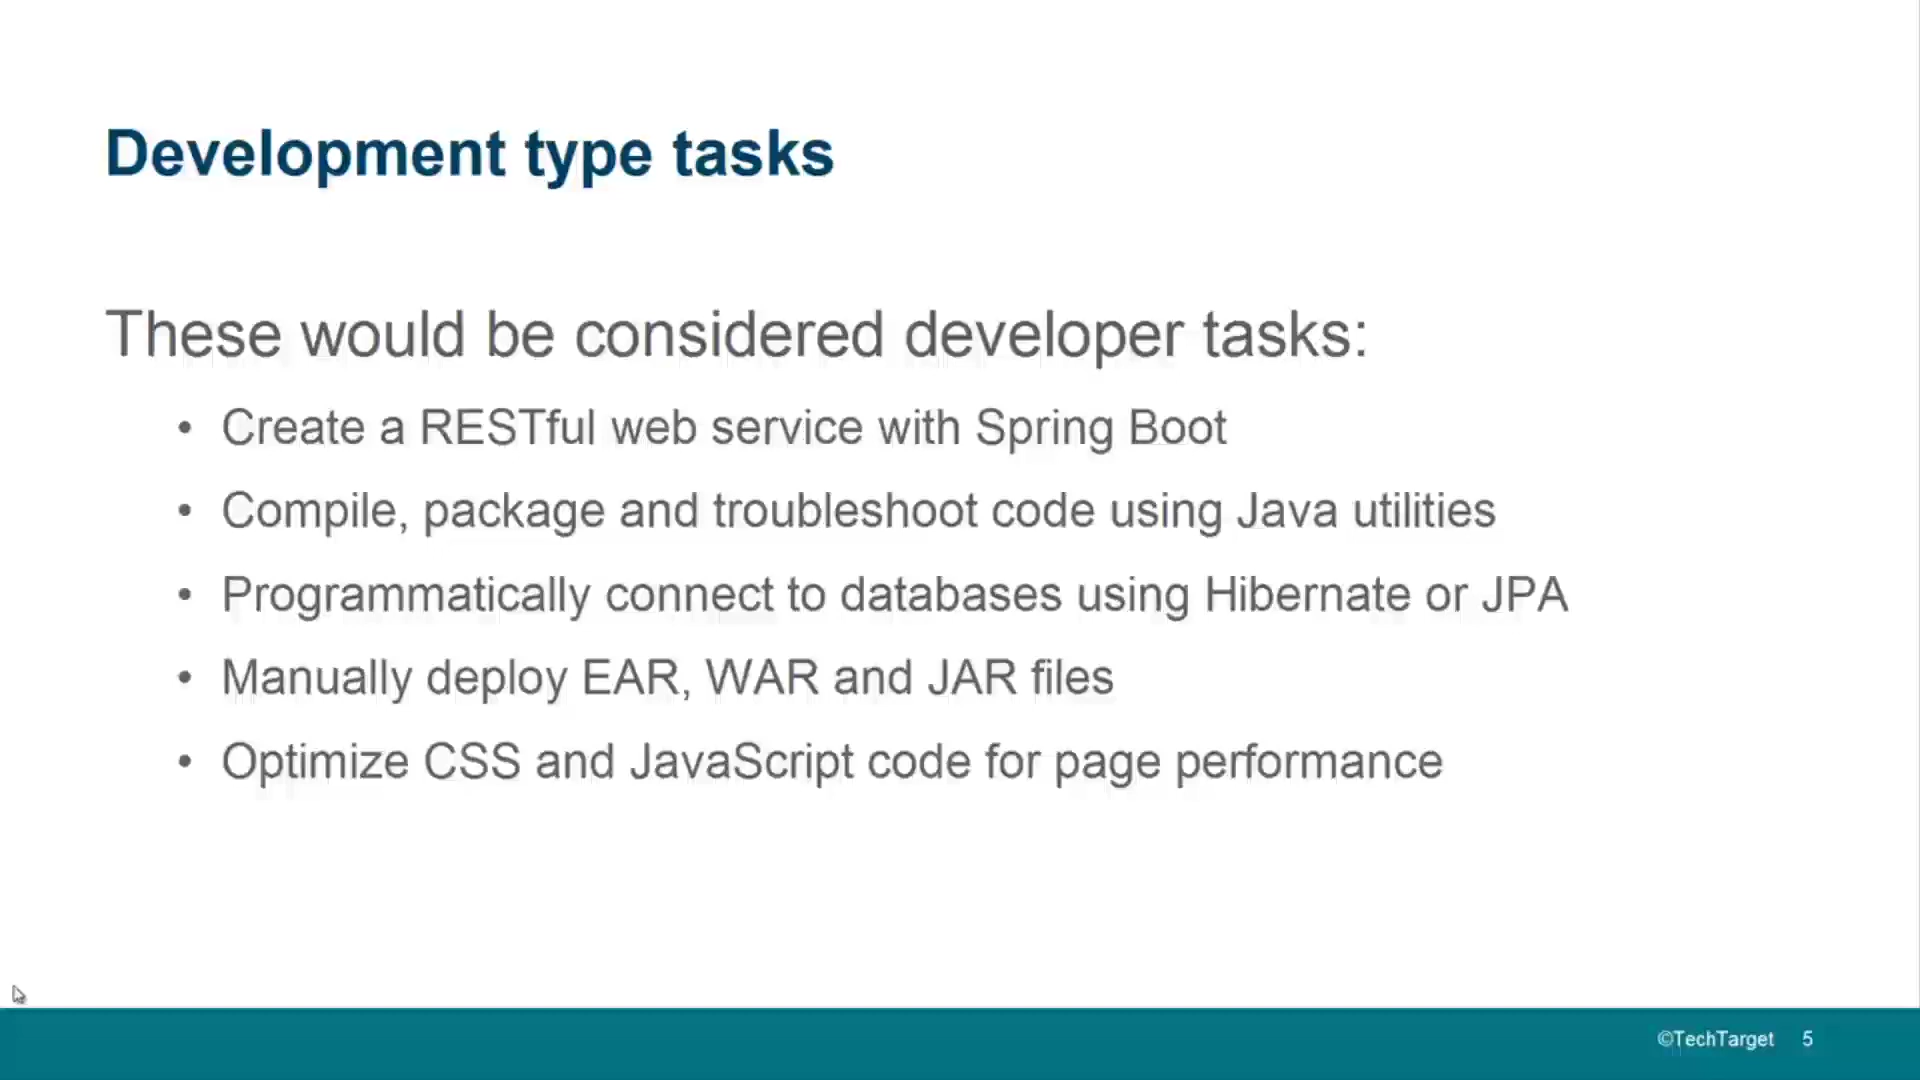 Development type tasks
These would be considered developer tasks:
• Create a RESTful web service with Spring Boot
• Compile, package and troubleshoot code using Java utilities
• Programmatically connect to databases using Hibernate or JPA
• Manually deploy EAR, WAR and JAR files
• Optimize CSS and JavaScript code for page performance
©TechTarget 5